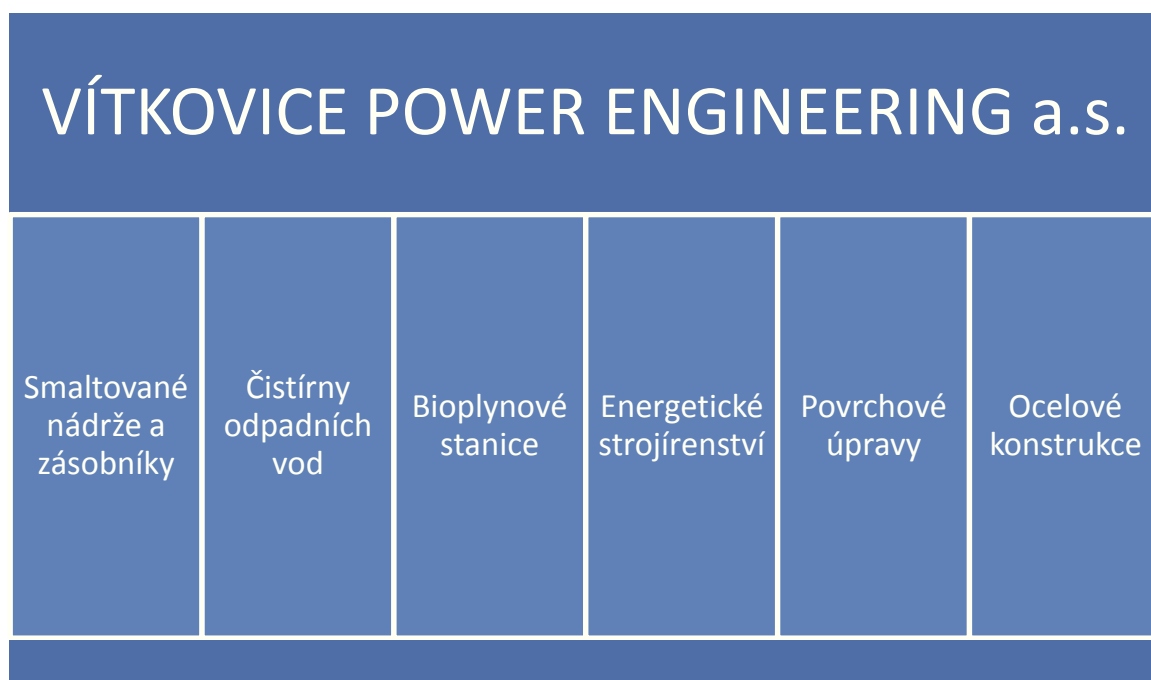 VÍTKOVICE POWER ENGINEERING a.s.
Smaltované
nádrže a
zásobníky
Čistírny
odpadních
vod
Bioplynové
stanice
Energetické
strojírenství
Povrchové
úpravy
Ocelové
konstrukce